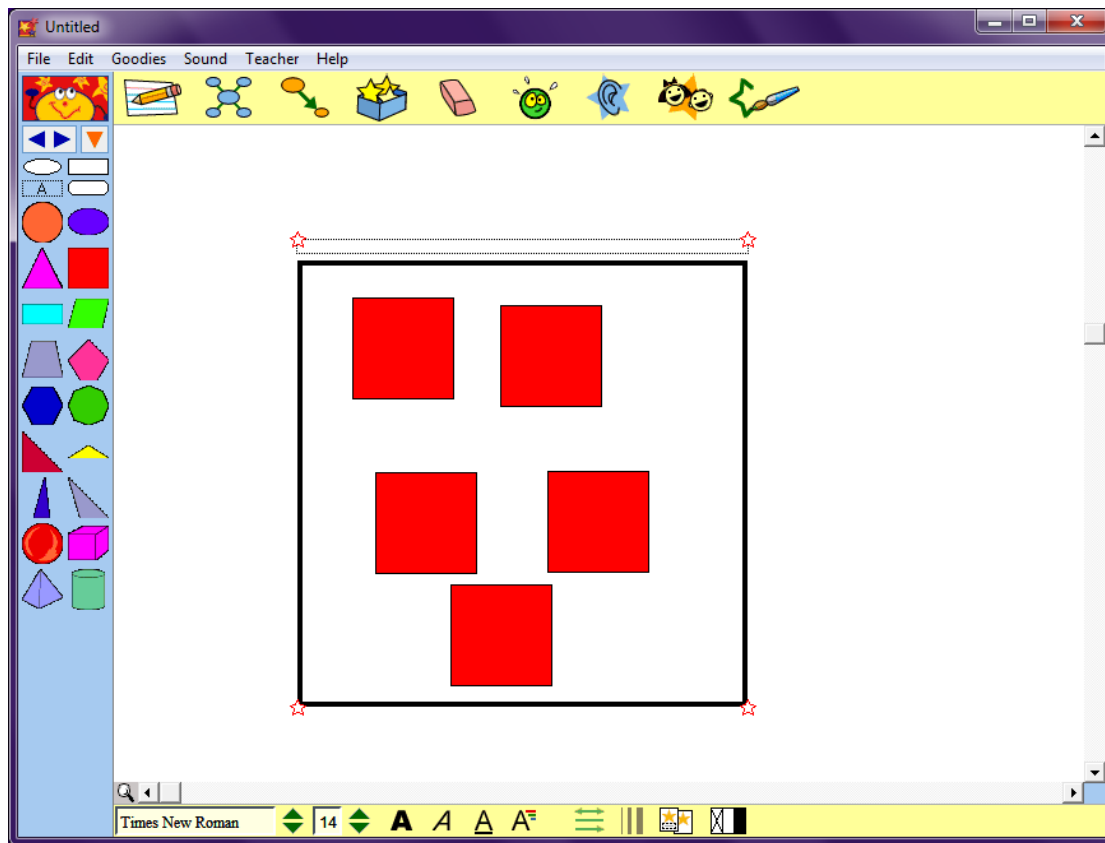 Untitled
File Edit Goodies Sound Teacher Help
A
Times New Roman 14 A A A A